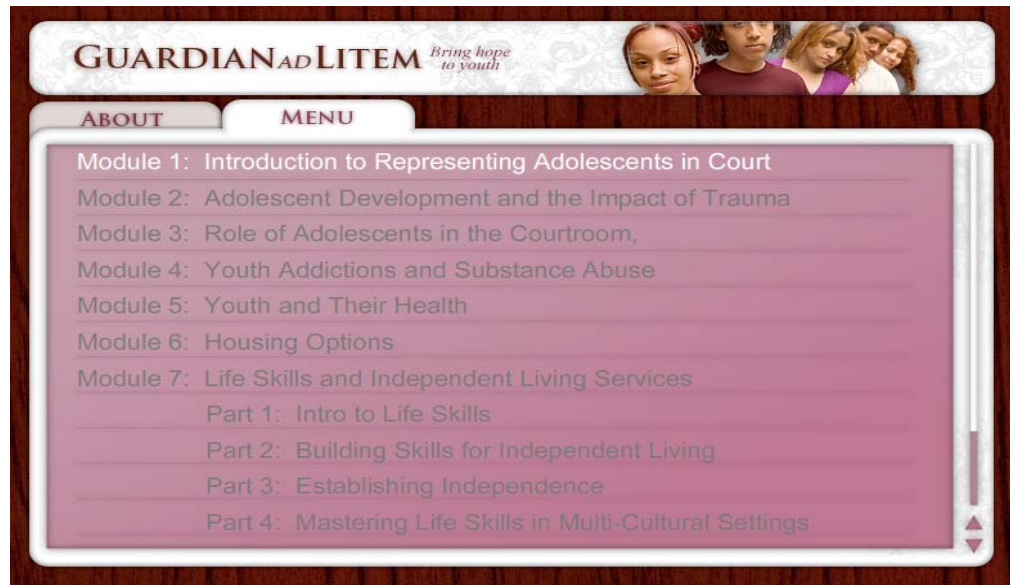 GUARDIAN AD LITEM Bring hope
to youth
ABOUT
MENU
Module 1: Introduction to Representing Adolescents in Court
Module 2: Adolescent Development and the Impact of Trauma
Module 3: Role of Adolescents in the Courtroom,
Module 4: Youth Addictions and Substance Abuse
Module 5: Youth and Their Health
Module 6: Housing Options
Module 7: Life Skills and Independent Living Services
Part 1: Intro to Life Skills
Part 2: Building Skills for Independent Living
Part 3: Establishing Independence
Part 4: Mastering Life Skills in Multi-Cultural Settings